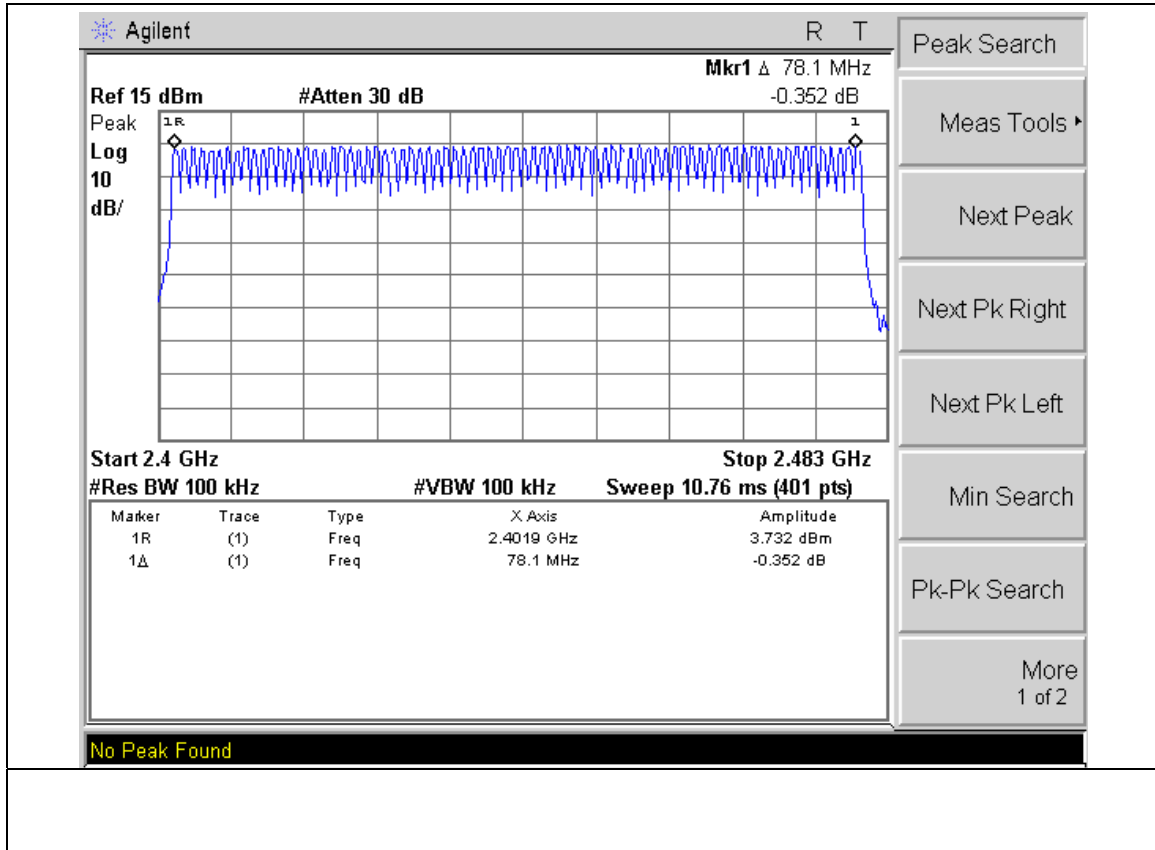 Agilent R T
Peak Search
Mkr1 Δ 78.1 MHz
Ref 15 dBm #Atten 30 dB -0.352 dB
Peak
Log
10
dB/
1R 1
Meas Tools
Next Peak
Next Pk Right
Next Pk Left
Start 2.4 GHz Stop 2.483 GHz
#Res BW 100 kHz #VBW 100 kHz Sweep 10.76 ms (401 pts)
Marker Trace Type X Axis Amplitude
1R (1) Freq 2.4019 GHz 3.732 dBm
1Δ (1) Freq 78.1 MHz -0.352 dB
Min Search
Pk-Pk Search
More
1 of 2
No Peak Found